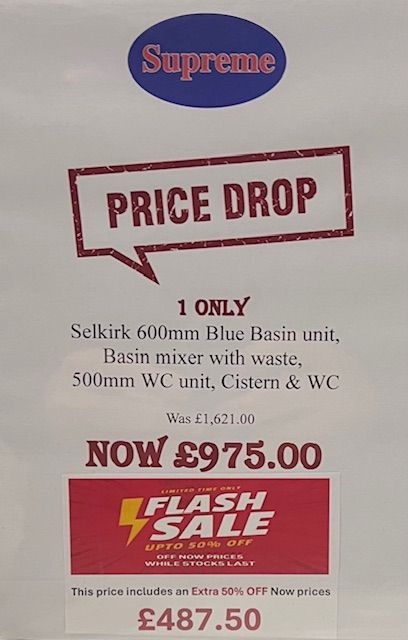 Supreme
PRICE DROP
1 ONLY
Selkirk 600mm Blue Basin unit,
Basin mixer with waste,
500mm WC unit, Cistern & WC
Was £1,621.00
NOW £975.00
LIMITED TIME ONLY
FLASH
SALE
UPTO 50% OFF
OFF NOW PRICES
WHILE STOCKS LAST
This price includes an Extra 50% OFF Now prices
£487.50